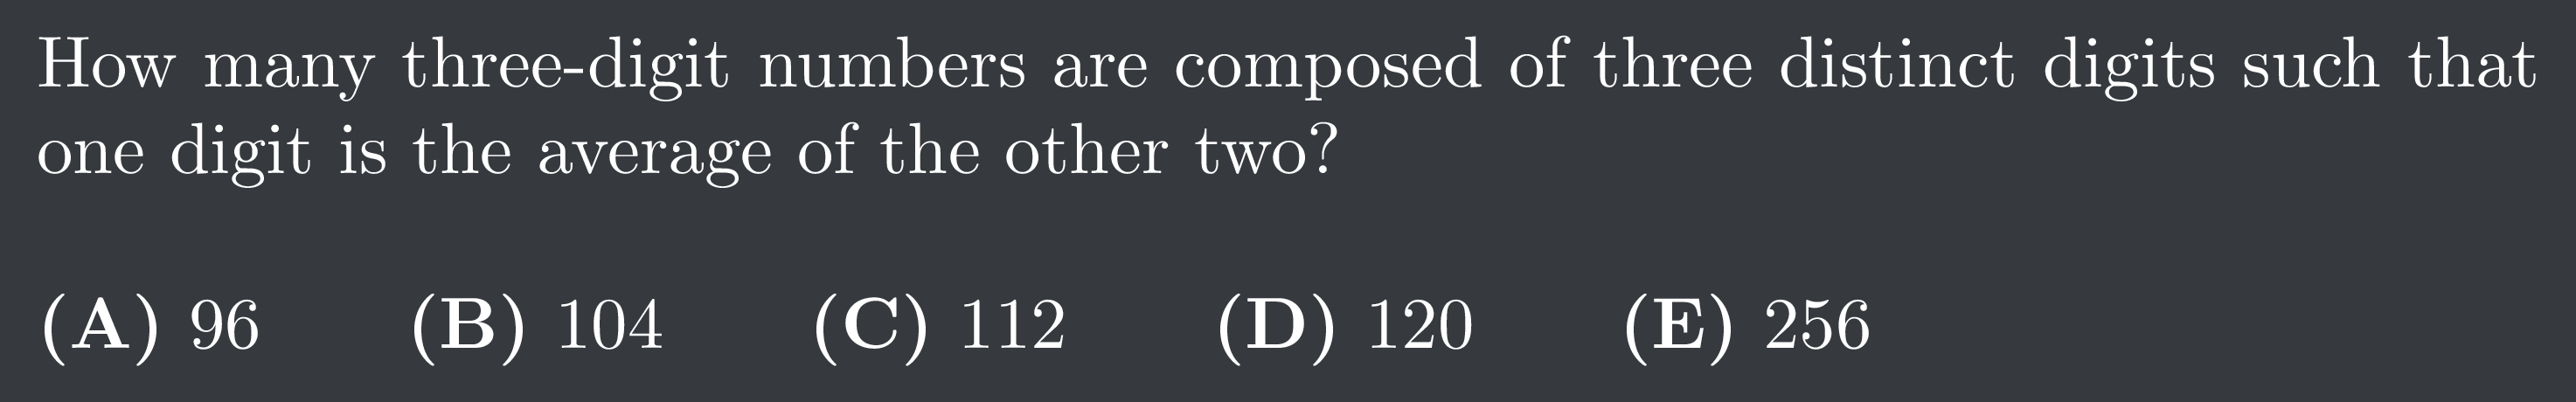 How many three-digit numbers are composed of three distinct digits such that
one digit is the average of the other two?
(A) 96 (B) 104 (C) 112 (D) 120 (E) 256